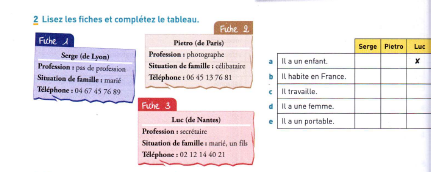 2 Lisez les fiches et complétez le tableau.
Fiche 1
Serge (de Lyon)
Profession : pas de profession
Situation de famille : marié
Téléphone : 04 67 45 76 89
Fiche 2
Pietro (de Paris)
Profession : photographe
Situation de famille : célibataire
Téléphone : 06 45 13 76 81
Fiche 3
Luc (de Nantes)
Profession : secrétaire
Situation de famille : marié, un fils
Téléphone : 02 12 14 40 21
Serge Pietro Luc
a Il a un enfant. ✗
b Il habite en France.
c Il travaille.
d Il a une femme.
e Il a un portable.